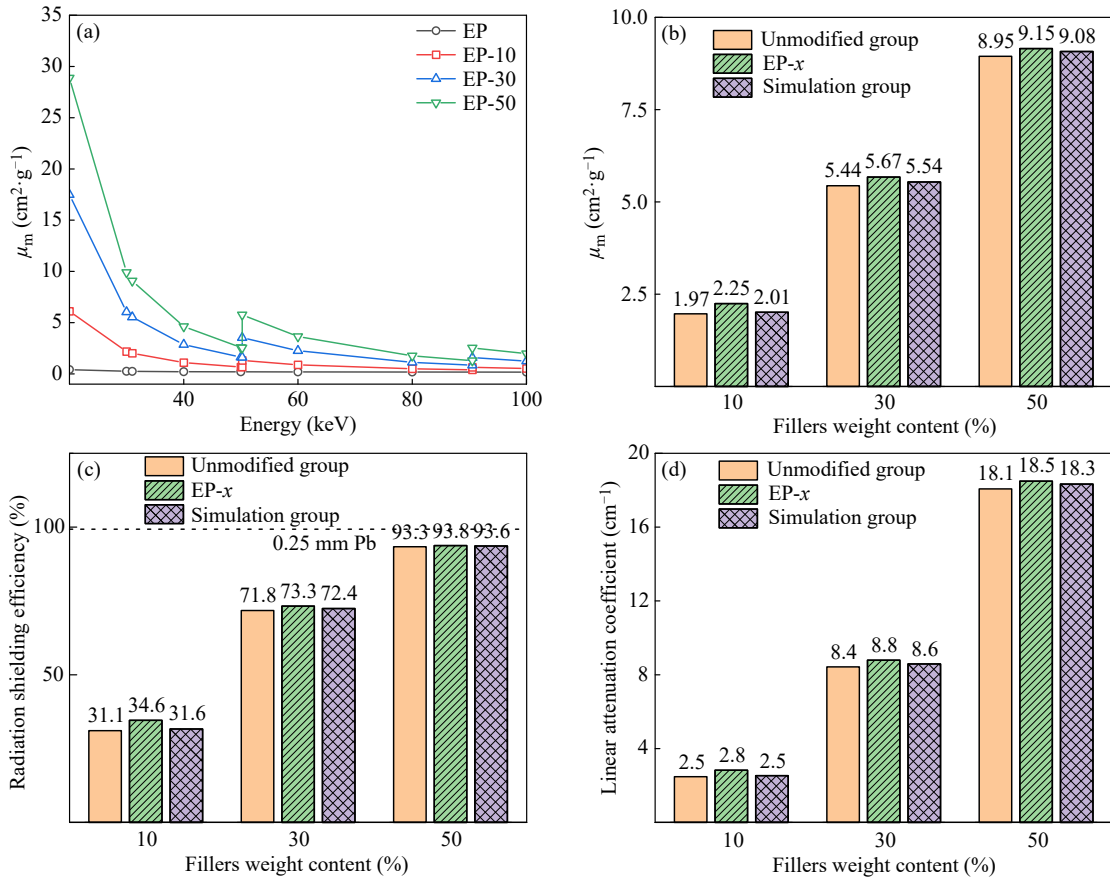 (a)
EP
EP-10
EP-30
EP-50
35
30
25
20
15
10
5
0
μm (cm²·g⁻¹)
40
60
80
100
Energy (keV)
(b)
Unmodified group
EP-x
Simulation group
10.0
7.5
5.0
2.5
μm (cm²·g⁻¹)
1.97 2.25 2.01
5.44 5.67 5.54
8.95 9.15 9.08
10
30
50
Fillers weight content (%)
(c)
Unmodified group
EP-x
Simulation group
100
50
Radiation shielding efficiency (%)
0.25 mm Pb
31.1 34.6 31.6
71.8 73.3 72.4
93.3 93.8 93.6
10
30
50
Fillers weight content (%)
(d)
Unmodified group
EP-x
Simulation group
20
16
12
8
4
Linear attenuation coefficient (cm⁻¹)
2.5 2.8 2.5
8.4 8.8 8.6
18.1 18.5 18.3
10
30
50
Fillers weight content (%)